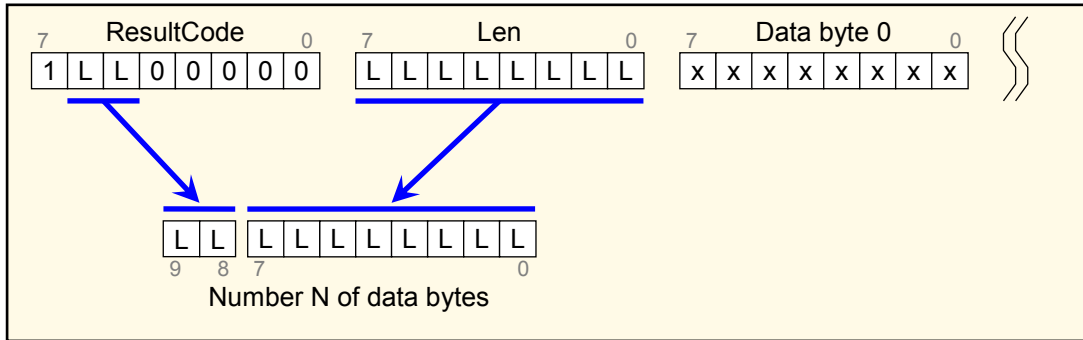 ResultCode Len Data byte 0
7 0 7 0 7 0
1 L L 0 0 0 0 0 L L L L L L L L x x x x x x x x
L L L L L L L L L L
9 8 7 0
Number N of data bytes